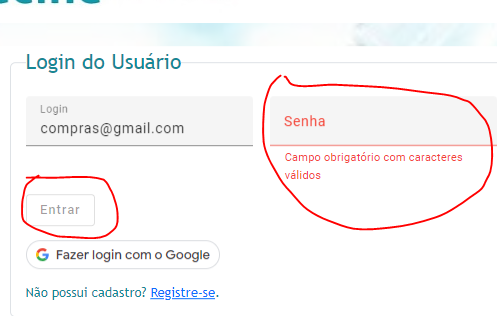 Login do Usuário
Login
compras@gmail.com
Senha
Campo obrigatório com caracteres
válidos
Entrar
Fazer login com o Google
Não possui cadastro? Registre-se.